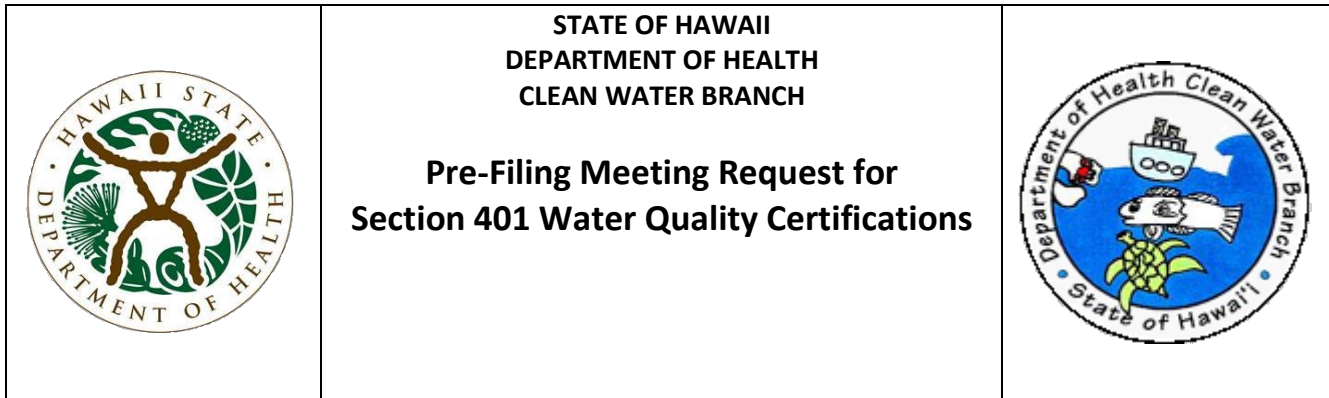 HAWAII STATE
DEPARTMENT OF HEALTH
STATE OF HAWAII
DEPARTMENT OF HEALTH
CLEAN WATER BRANCH
Pre-Filing Meeting Request for
Section 401 Water Quality Certifications
Department of Health Clean Water Branch
State of Hawai'i